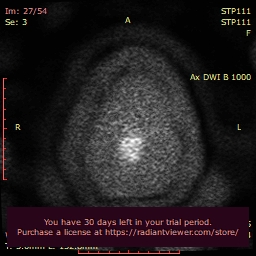 Im: 27/54
Se: 3
A
STP111
STP111
F
Ax DWI B 1000
R
L
You have 30 days left in your trial period.
Purchase a license at https://radiantviewer.com/store/